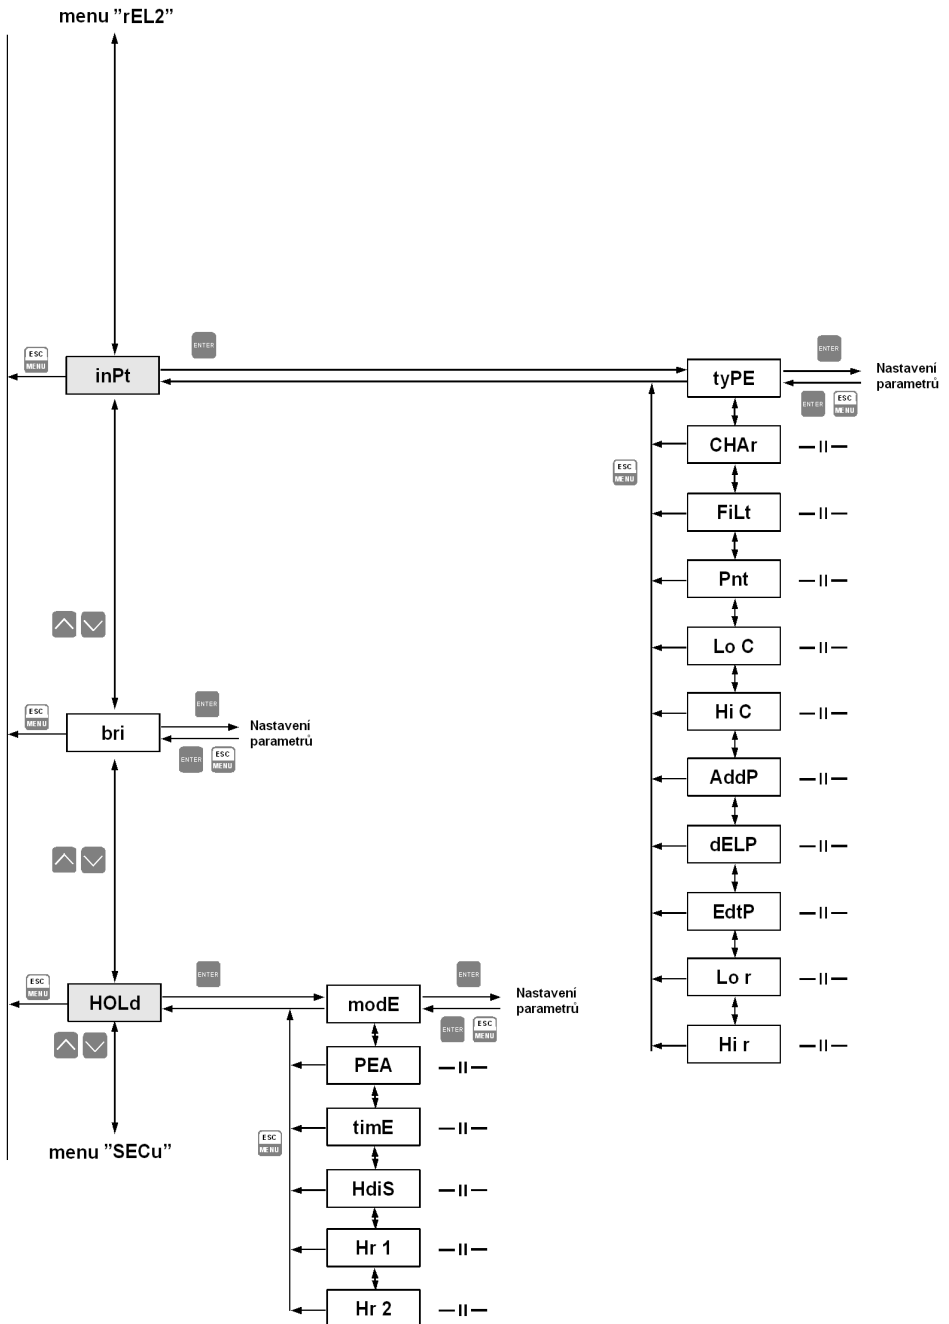 menu ”rEL2”
ENTER
ESC
MENU
inPt
tyPE
ENTER
Nastavení
parametrů
ENTER
ESC
MENU
CHAr
— II —
ESC
MENU
FiLt
— II —
Pnt
— II —
Lo C
— II —
Hi C
— II —
ESC
MENU
bri
ENTER
Nastavení
parametrů
ENTER
ESC
MENU
AddP
— II —
dELP
— II —
EdtP
— II —
Lo r
— II —
Hi r
— II —
ESC
MENU
HOLd
ENTER
modE
ENTER
Nastavení
parametrů
ENTER
ESC
MENU
PEA
— II —
timE
— II —
ESC
MENU
menu ”SECu”
HdiS
— II —
Hr 1
— II —
Hr 2
— II —